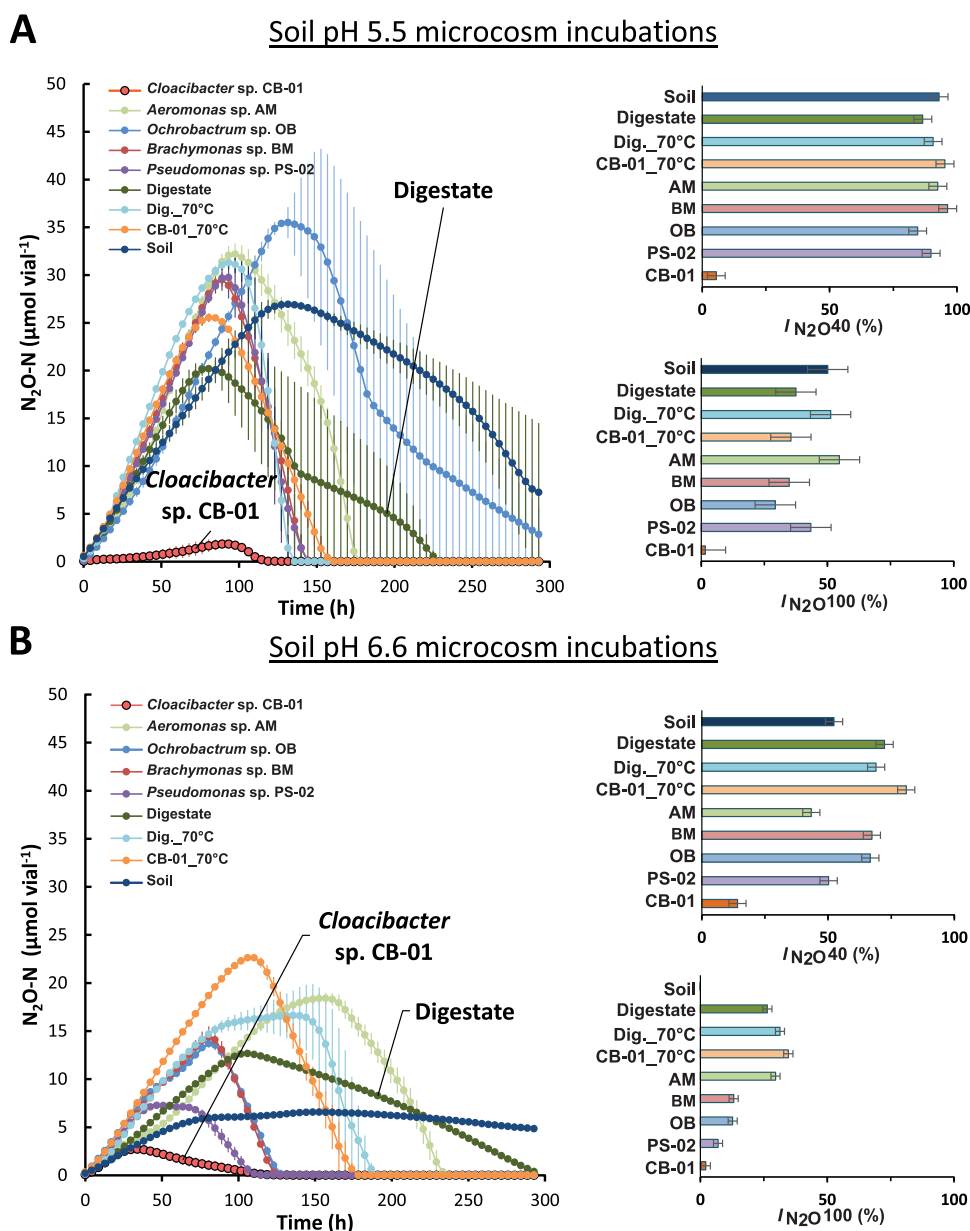 A
Soil pH 5.5 microcosm incubations
N2O-N (µmol vial-1)
50
45
40
35
30
25
20
15
10
5
0
Cloacibacter sp. CB-01
Aeromonas sp. AM
Ochrobactrum sp. OB
Brachymonas sp. BM
Pseudomonas sp. PS-02
Digestate
Dig._70°C
CB-01_70°C
Soil
Digestate
Cloacibacter
sp. CB-01
0 50 100 150 200 250 300
Time (h)
Soil
Digestate
Dig._70°C
CB-01_70°C
AM
BM
OB
PS-02
CB-01
0 50 100
I N2O40 (%)
Soil
Digestate
Dig._70°C
CB-01_70°C
AM
BM
OB
PS-02
CB-01
0 50 100
I N2O100 (%)
B
Soil pH 6.6 microcosm incubations
N2O-N (µmol vial-1)
50
45
40
35
30
25
20
15
10
5
0
Cloacibacter sp. CB-01
Aeromonas sp. AM
Ochrobactrum sp. OB
Brachymonas sp. BM
Pseudomonas sp. PS-02
Digestate
Dig._70°C
CB-01_70°C
Soil
Cloacibacter
sp. CB-01
Digestate
0 50 100 150 200 250 300
Time (h)
Soil
Digestate
Dig._70°C
CB-01_70°C
AM
BM
OB
PS-02
CB-01
0 50 100
I N2O40 (%)
Soil
Digestate
Dig._70°C
CB-01_70°C
AM
BM
OB
PS-02
CB-01
0 50 100
I N2O100 (%)